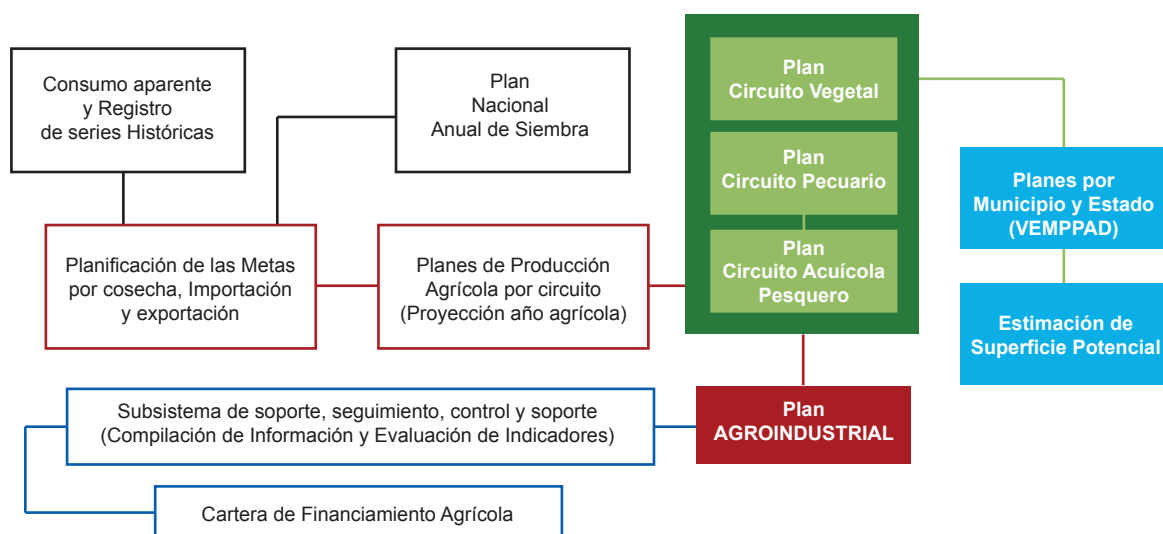 Consumo aparente
y Registro
de series Históricas
Plan
Nacional
Anual de Siembra
Plan
Circuito Vegetal
Plan
Circuito Pecuario
Plan
Circuito Acuícola
Pesquero
Planes por
Municipio y Estado
(VEMPPAD)
Planificación de las Metas
por cosecha, Importación
y exportación
Planes de Producción
Agrícola por circuito
(Proyección año agrícola)
Estimación de
Superficie Potencial
Subsistema de soporte, seguimiento, control y soporte
(Compilación de Información y Evaluación de Indicadores)
Plan
AGROINDUSTRIAL
Cartera de Financiamiento Agrícola